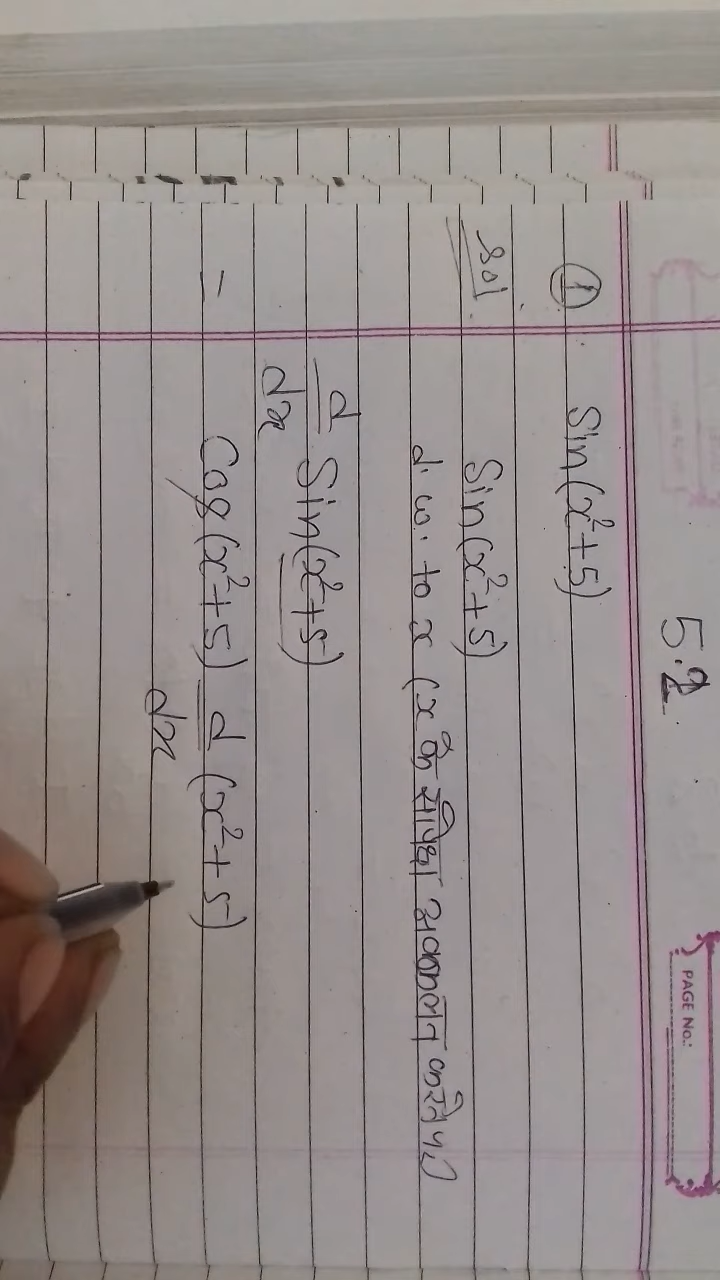 PAGE No.:
5.2
① Sin(x²+5)
हल Sin(x²+5)
d. w. to x (x के सापेक्ष अवकलन करने पर)
d/dx Sin(x²+5)
= Cos(x²+5) d/dx (x²+5)